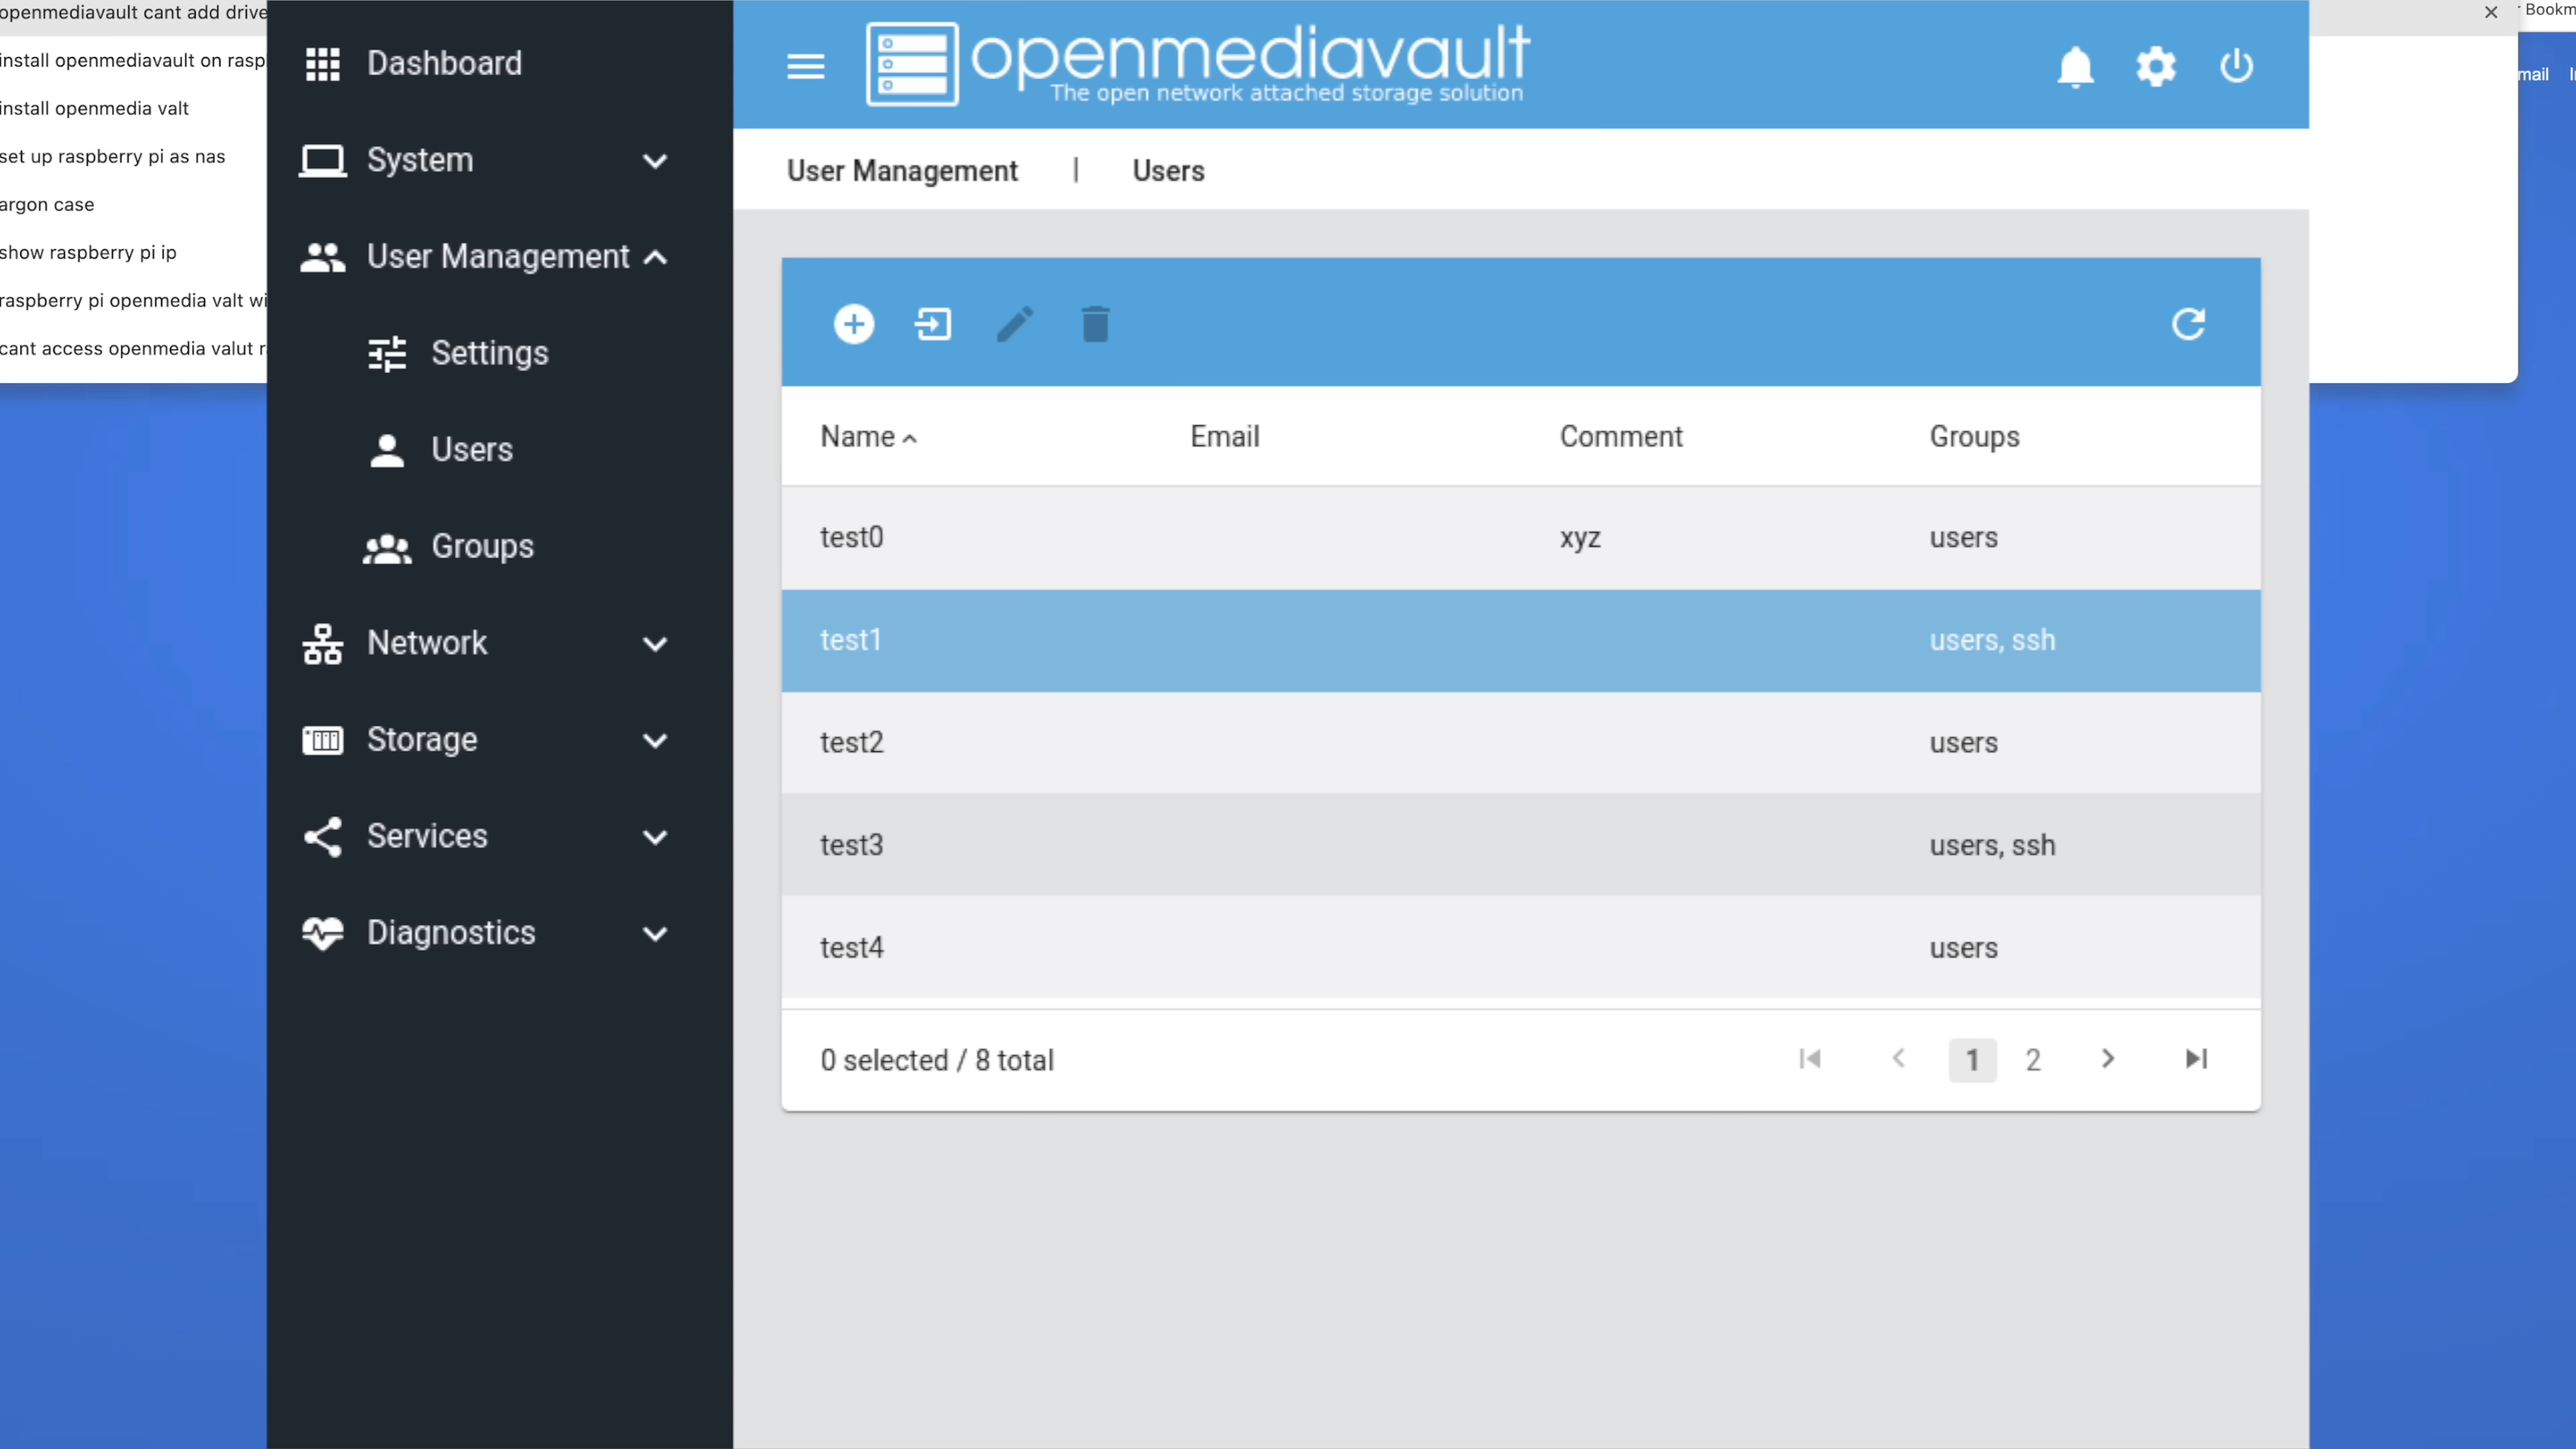 openmediavault cant add drive
install openmediavault on rasp
install openmedia valt
set up raspberry pi as nas
argon case
show raspberry pi ip
raspberry pi openmedia valt wi
cant access openmedia valut r
Dashboard
System
User Management
Settings
Users
Groups
Network
Storage
Services
Diagnostics
openmediavault
The open network attached storage solution
User Management | Users
Name Email Comment Groups
test0 xyz users
test1 users, ssh
test2 users
test3 users, ssh
test4 users
0 selected / 8 total 1 2
Bookm
mail